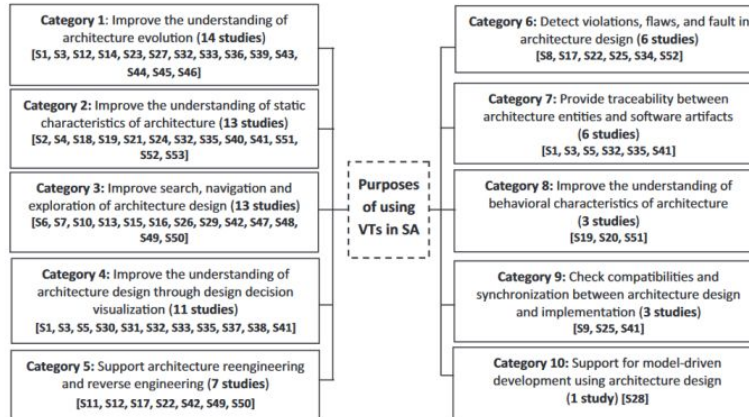 Category 1: Improve the understanding of
architecture evolution (14 studies)
[S1, S3, S12, S14, S23, S27, S32, S33, S36, S39, S43,
S44, S45, S46]
Category 2: Improve the understanding of static
characteristics of architecture (13 studies)
[S2, S4, S18, S19, S21, S24, S32, S35, S40, S41, S51,
S52, S53]
Category 3: Improve search, navigation and
exploration of architecture design (13 studies)
[S6, S7, S10, S13, S15, S16, S26, S29, S42, S47, S48,
S49, S50]
Category 4: Improve the understanding of
architecture design through design decision
visualization (11 studies)
[S1, S3, S5, S30, S31, S32, S33, S35, S37, S38, S41]
Category 5: Support architecture reengineering
and reverse engineering (7 studies)
[S11, S12, S17, S22, S42, S49, S50]
Purposes
of using
VTs in SA
Category 6: Detect violations, flaws, and fault in
architecture design (6 studies)
[S8, S17, S22, S25, S34, S52]
Category 7: Provide traceability between
architecture entities and software artifacts
(6 studies)
[S1, S3, S5, S32, S35, S41]
Category 8: Improve the understanding of
behavioral characteristics of architecture
(3 studies)
[S19, S20, S51]
Category 9: Check compatibilities and
synchronization between architecture design
and implementation (3 studies)
[S9, S25, S41]
Category 10: Support for model-driven
development using architecture design
(1 study) [S28]